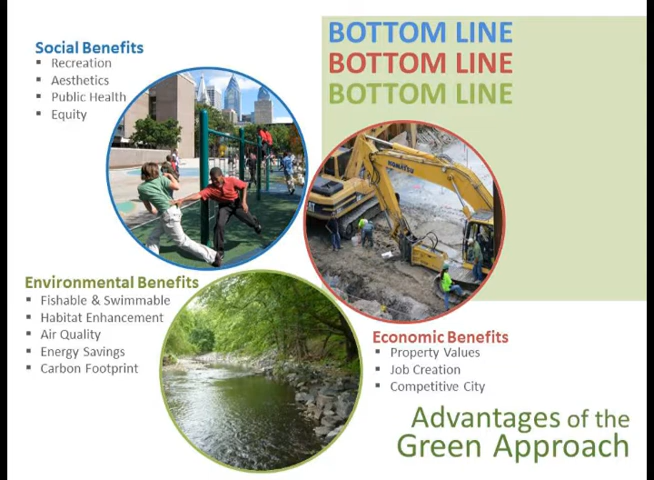 BOTTOM LINE
BOTTOM LINE
BOTTOM LINE
Social Benefits
▪ Recreation
▪ Aesthetics
▪ Public Health
▪ Equity
KOMATSU
Environmental Benefits
▪ Fishable & Swimmable
▪ Habitat Enhancement
▪ Air Quality
▪ Energy Savings
▪ Carbon Footprint
Economic Benefits
▪ Property Values
▪ Job Creation
▪ Competitive City
Advantages of the
Green Approach